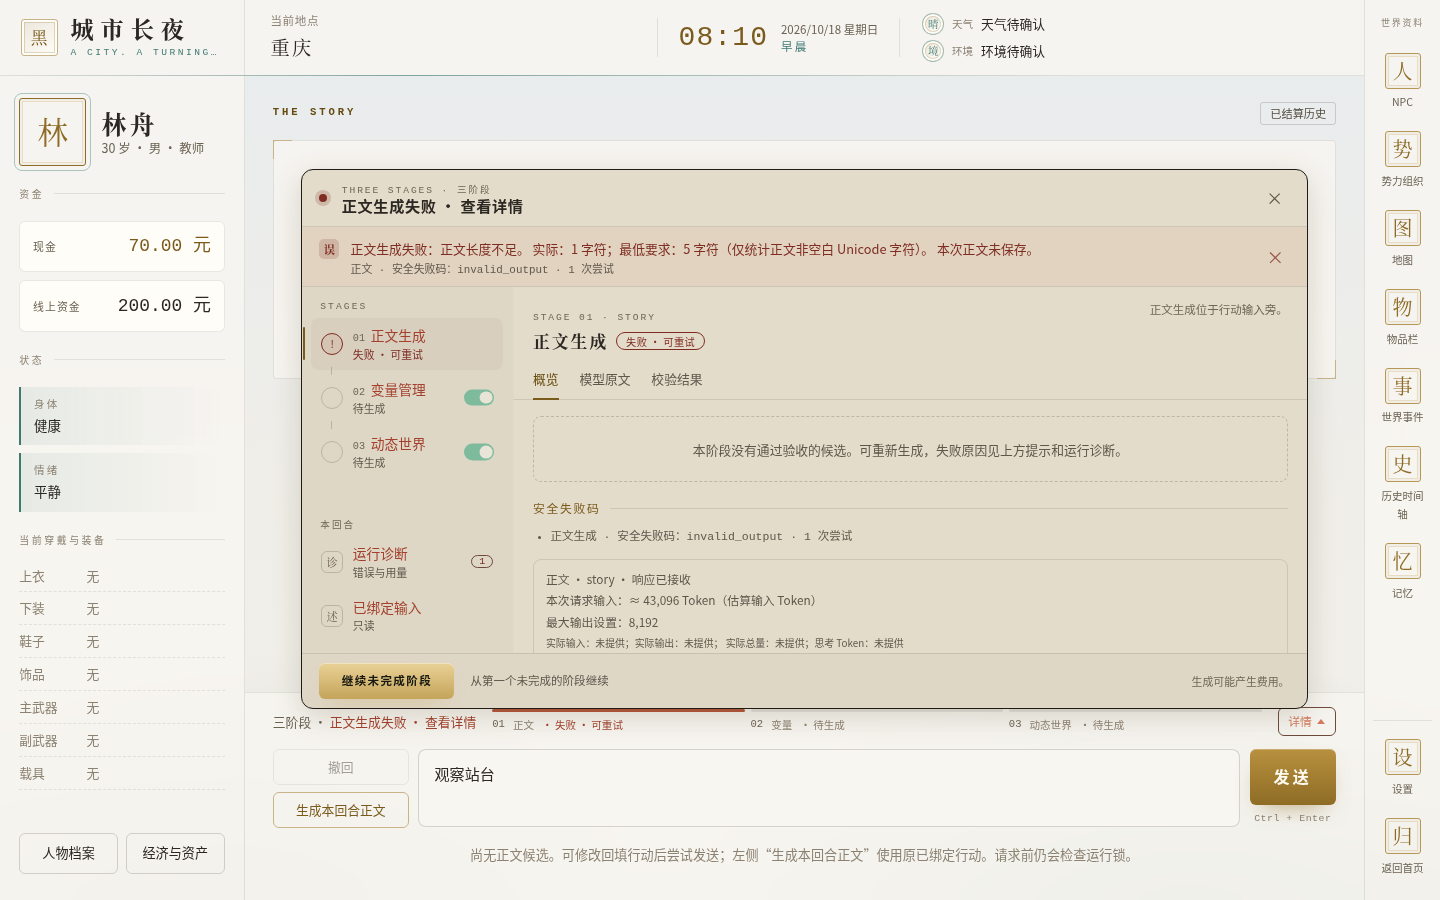 黑
城市长夜
A CITY. A TURNING…
当前地点
重庆
08:10
2026/10/18 星期日
早晨
晴 天气 天气待确认
境 环境 环境待确认
世界资料
林
林舟
30 岁 • 男 • 教师
资金
现金 70.00 元
线上资金 200.00 元
状态
身体
健康
情绪
平静
当前穿戴与装备
上衣 无
下装 无
鞋子 无
饰品 无
主武器 无
副武器 无
载具 无
人物档案
经济与资产
THE STORY
已结算历史
THREE STAGES · 三阶段
正文生成失败 • 查看详情
误
正文生成失败：正文长度不足。 实际：1 字符；最低要求：5 字符（仅统计正文非空白 Unicode 字符）。 本次正文未保存。
正文 · 安全失败码：invalid_output · 1 次尝试
STAGES
! 01 正文生成
失败 • 可重试
02 变量管理
待生成
03 动态世界
待生成
本回合
诊 运行诊断
错误与用量
1
述 已绑定输入
只读
正文生成位于行动输入旁。
STAGE 01 · STORY
正文生成 失败 • 可重试
概览 模型原文 校验结果
本阶段没有通过验收的候选。可重新生成，失败原因见上方提示和运行诊断。
安全失败码
• 正文生成 · 安全失败码：invalid_output · 1 次尝试
正文 • story • 响应已接收
本次请求输入：≈ 43,096 Token（估算输入 Token）
最大输出设置：8,192
实际输入：未提供；实际输出：未提供； 实际总量：未提供；思考 Token：未提供
继续未完成阶段 从第一个未完成的阶段继续
生成可能产生费用。
三阶段 • 正文生成失败 • 查看详情
01 正文 • 失败 • 可重试
02 变量 • 待生成
03 动态世界 • 待生成
详情
撤回
生成本回合正文
观察站台
发送
Ctrl + Enter
尚无正文候选。可修改回填行动后尝试发送；左侧“生成本回合正文”使用原已绑定行动。请求前仍会检查运行锁。
人
NPC
势
势力组织
图
地图
物
物品栏
事
世界事件
史
历史时间
轴
忆
记忆
设
设置
归
返回首页